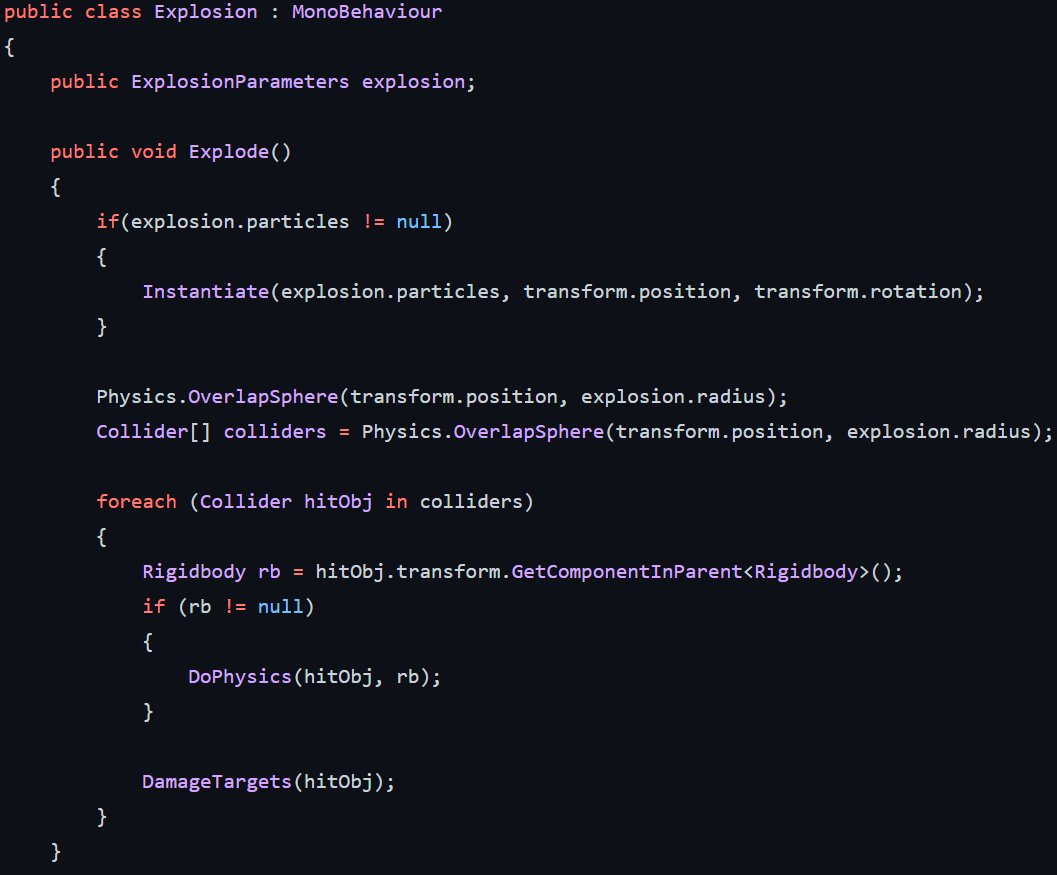 public class Explosion : MonoBehaviour
{
    public ExplosionParameters explosion;

    public void Explode()
    {
        if(explosion.particles != null)
        {
            Instantiate(explosion.particles, transform.position, transform.rotation);
        }

        Physics.OverlapSphere(transform.position, explosion.radius);
        Collider[] colliders = Physics.OverlapSphere(transform.position, explosion.radius);

        foreach (Collider hitObj in colliders)
        {
            Rigidbody rb = hitObj.transform.GetComponentInParent<Rigidbody>();
            if (rb != null)
            {
                DoPhysics(hitObj, rb);
            }

            DamageTargets(hitObj);
        }
    }